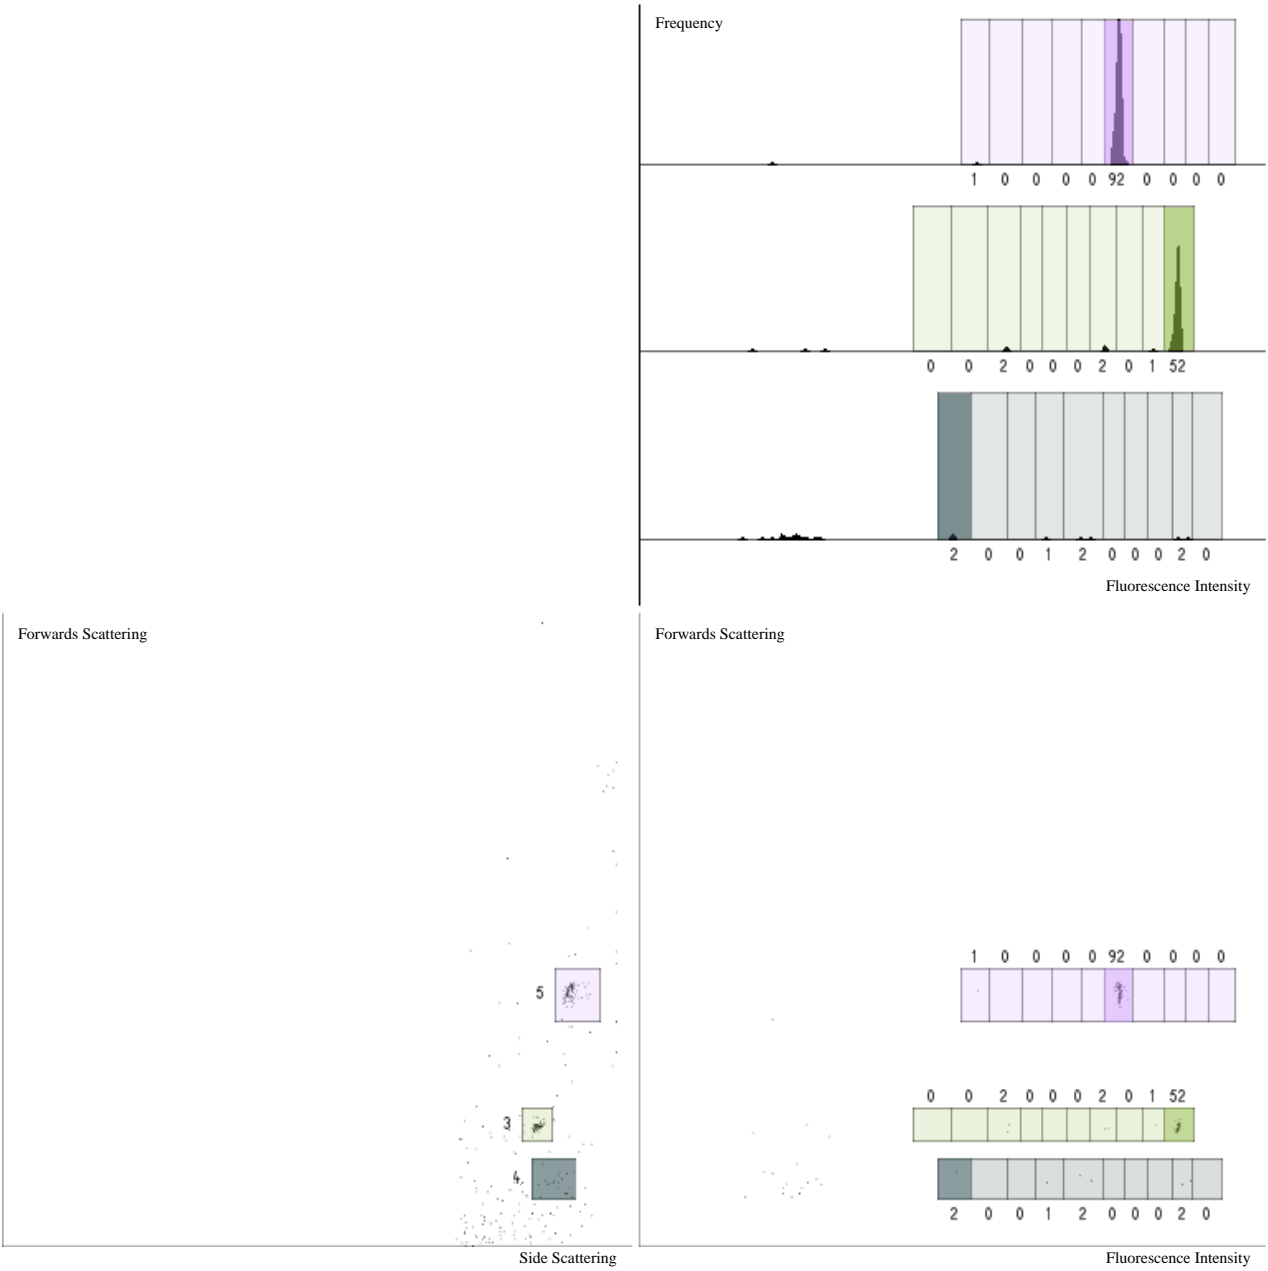 Frequency
1 0 0 0 0 92 0 0 0 0
0 0 2 0 0 0 2 0 1 52
2 0 0 1 2 0 0 0 2 0
Fluorescence Intensity
Forwards Scattering
5
3
4
Side Scattering
Forwards Scattering
1 0 0 0 0 92 0 0 0 0
0 0 2 0 0 0 2 0 1 52
2 0 0 1 2 0 0 0 2 0
Fluorescence Intensity